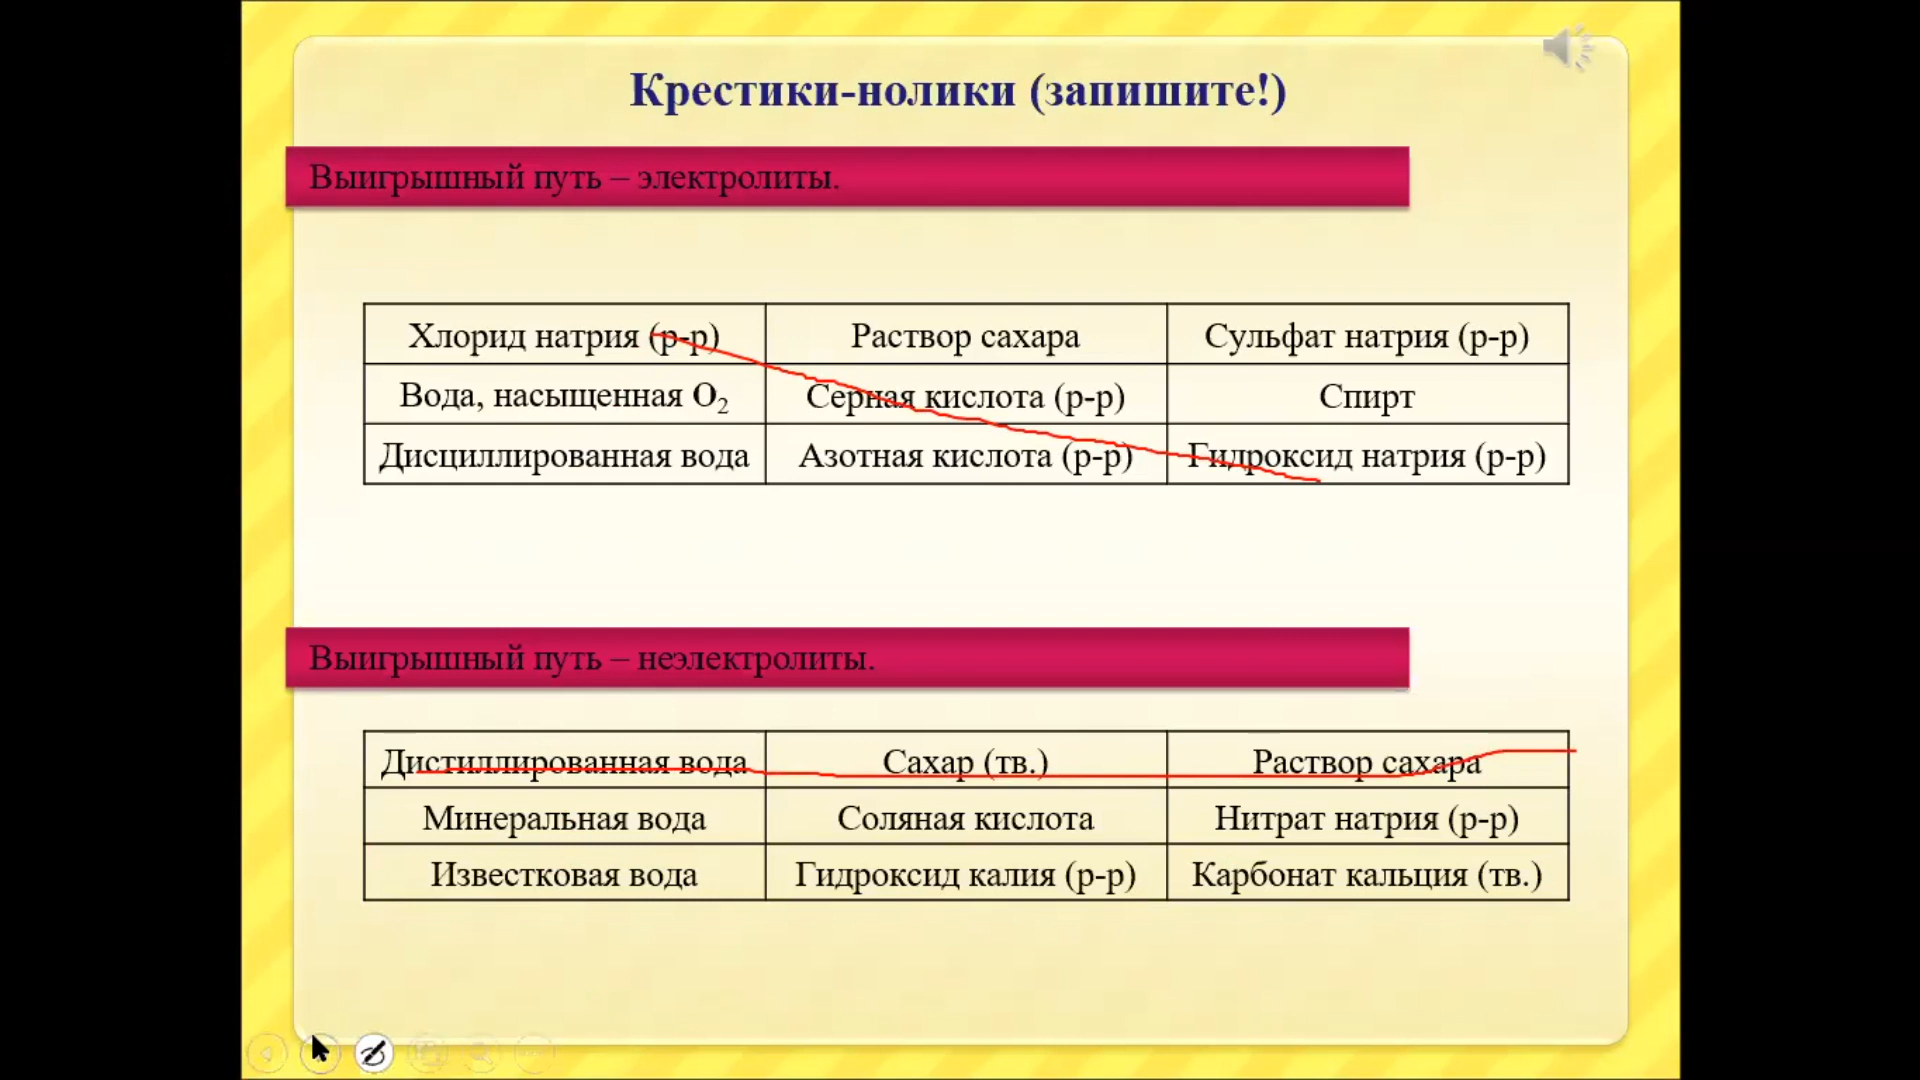 Крестики-нолики (запишите!)
Выигрышный путь – электролиты.
Хлорид натрия (р-р) Раствор сахара Сульфат натрия (р-р)
Вода, насыщенная O₂ Серная кислота (р-р) Спирт
Дисциллированная вода Азотная кислота (р-р) Гидроксид натрия (р-р)
Выигрышный путь – неэлектролиты.
Дистиллированная вода Сахар (тв.) Раствор сахара
Минеральная вода Соляная кислота Нитрат натрия (р-р)
Известковая вода Гидроксид калия (р-р) Карбонат кальция (тв.)